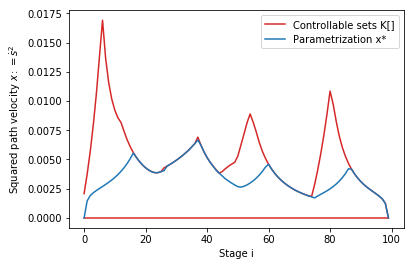 0.0175
0.0150
0.0125
0.0100
0.0075
0.0050
0.0025
0.0000
Squared path velocity x: = ṡ²
Controllable sets K[]
Parametrization x*
0 20 40 60 80 100
Stage i